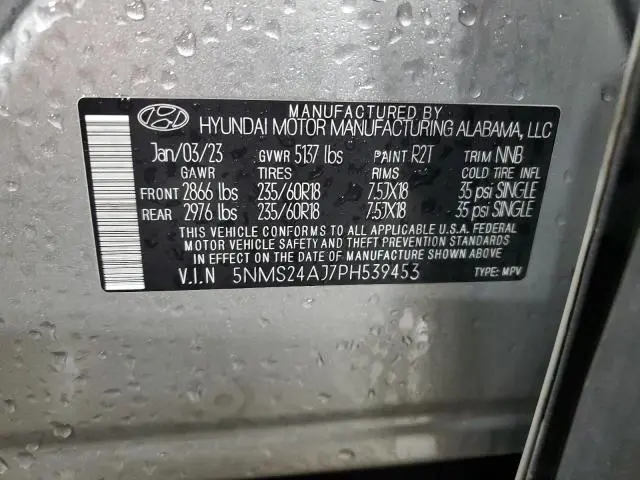 MANUFACTURED BY
HYUNDAI MOTOR MANUFACTURING ALABAMA, LLC
Jan/03/23 GVWR 5137 lbs PAINT R2T TRIM NNB
GAWR TIRES RIMS COLD TIRE INFL
FRONT 2866 lbs 235/60R18 7.5JX18 35 psi SINGLE
REAR 2976 lbs 235/60R18 7.5JX18 35 psi SINGLE
THIS VEHICLE CONFORMS TO ALL APPLICABLE U.S.A. FEDERAL
MOTOR VEHICLE SAFETY AND THEFT PREVENTION STANDARDS
IN EFFECT ON THE DATE OF MANUFACTURE SHOWN ABOVE.
V.I.N 5NMS24AJ7PH539453 TYPE: MPV